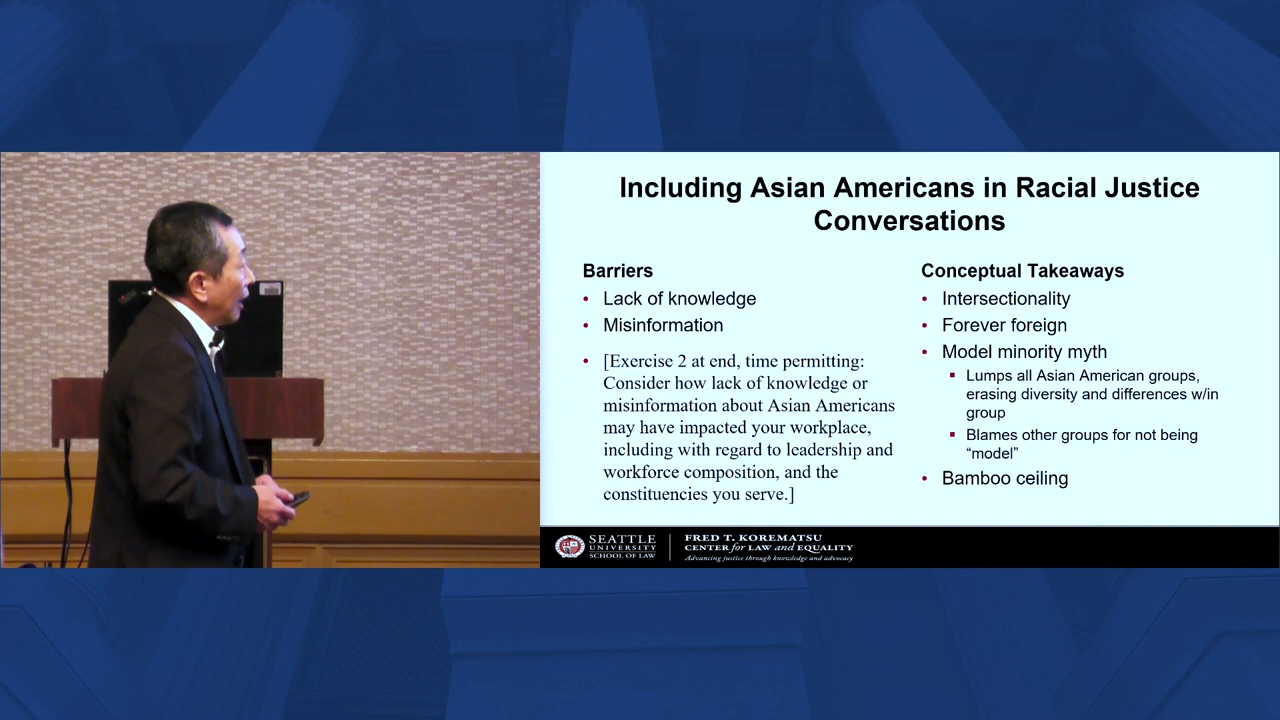 Including Asian Americans in Racial Justice
Conversations
Barriers
• Lack of knowledge
• Misinformation
• [Exercise 2 at end, time permitting:
Consider how lack of knowledge or
misinformation about Asian Americans
may have impacted your workplace,
including with regard to leadership and
workforce composition, and the
constituencies you serve.]
Conceptual Takeaways
• Intersectionality
• Forever foreign
• Model minority myth
▪ Lumps all Asian American groups,
erasing diversity and differences w/in
group
▪ Blames other groups for not being
“model”
• Bamboo ceiling
SEATTLE
UNIVERSITY
SCHOOL OF LAW
FRED T. KOREMATSU
CENTER for LAW and EQUALITY
Advancing justice through knowledge and advocacy